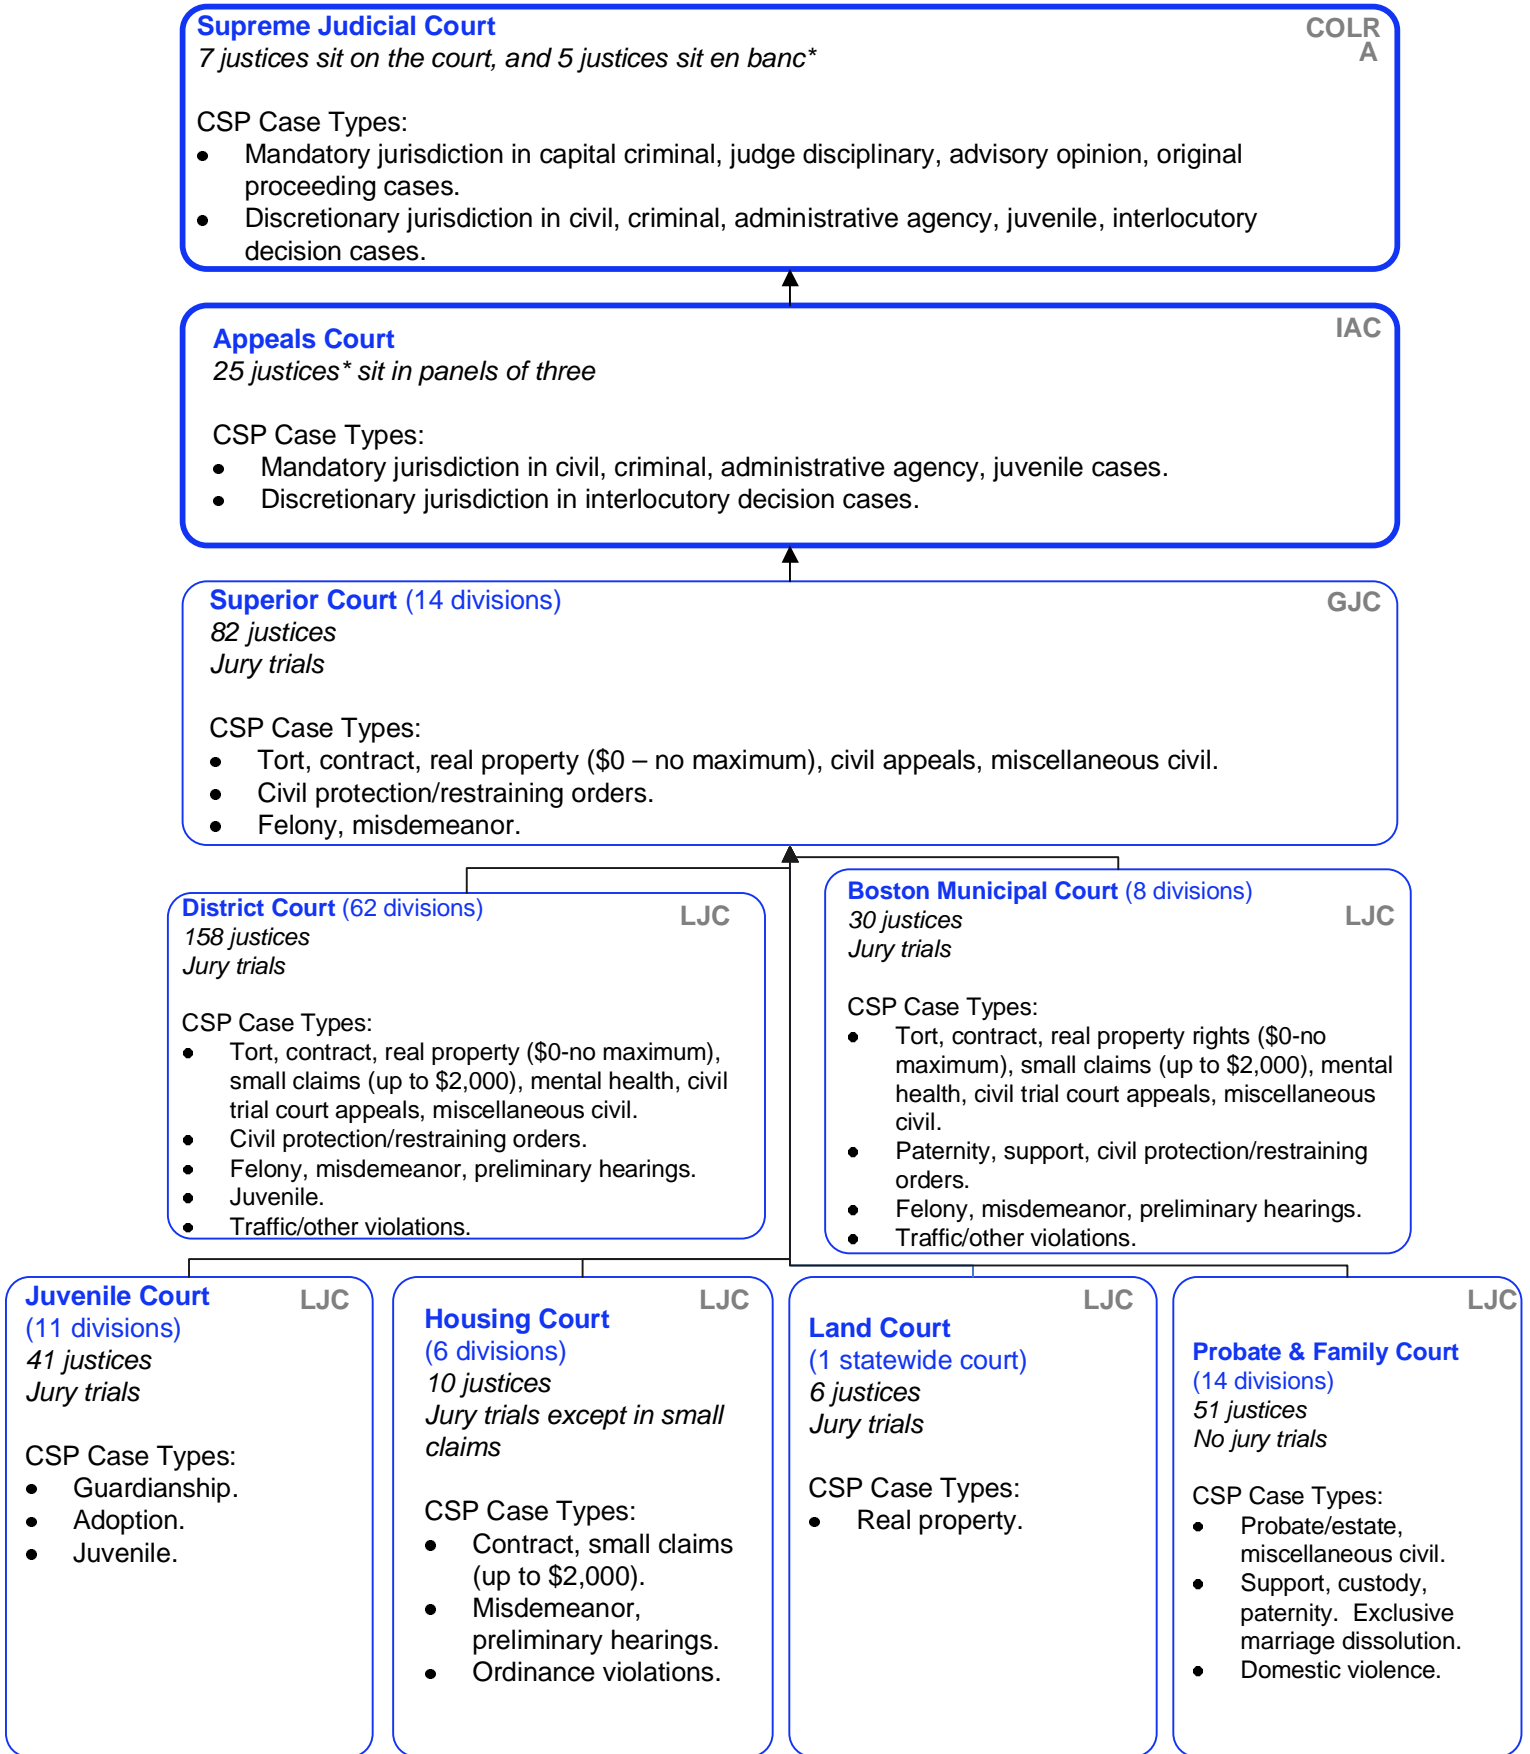 Supreme Judicial Court
COLR
A
7 justices sit on the court, and 5 justices sit en banc*
CSP Case Types:
• Mandatory jurisdiction in capital criminal, judge disciplinary, advisory opinion, original
proceeding cases.
• Discretionary jurisdiction in civil, criminal, administrative agency, juvenile, interlocutory
decision cases.
Appeals Court
IAC
25 justices* sit in panels of three
CSP Case Types:
• Mandatory jurisdiction in civil, criminal, administrative agency, juvenile cases.
• Discretionary jurisdiction in interlocutory decision cases.
Superior Court (14 divisions)
GJC
82 justices
Jury trials
CSP Case Types:
• Tort, contract, real property ($0 – no maximum), civil appeals, miscellaneous civil.
• Civil protection/restraining orders.
• Felony, misdemeanor.
District Court (62 divisions)
LJC
158 justices
Jury trials
CSP Case Types:
• Tort, contract, real property ($0-no maximum),
small claims (up to $2,000), mental health, civil
trial court appeals, miscellaneous civil.
• Civil protection/restraining orders.
• Felony, misdemeanor, preliminary hearings.
• Juvenile.
• Traffic/other violations.
Boston Municipal Court (8 divisions)
LJC
30 justices
Jury trials
CSP Case Types:
• Tort, contract, real property rights ($0-no
maximum), small claims (up to $2,000), mental
health, civil trial court appeals, miscellaneous
civil.
• Paternity, support, civil protection/restraining
orders.
• Felony, misdemeanor, preliminary hearings.
• Traffic/other violations.
Juvenile Court
LJC
(11 divisions)
41 justices
Jury trials
CSP Case Types:
• Guardianship.
• Adoption.
• Juvenile.
LJC
Housing Court
(6 divisions)
10 justices
Jury trials except in small
claims
CSP Case Types:
• Contract, small claims
(up to $2,000).
• Misdemeanor,
preliminary hearings.
• Ordinance violations.
LJC
Land Court
(1 statewide court)
6 justices
Jury trials
CSP Case Types:
• Real property.
LJC
Probate & Family Court
(14 divisions)
51 justices
No jury trials
CSP Case Types:
• Probate/estate,
miscellaneous civil.
• Support, custody,
paternity. Exclusive
marriage dissolution.
• Domestic violence.